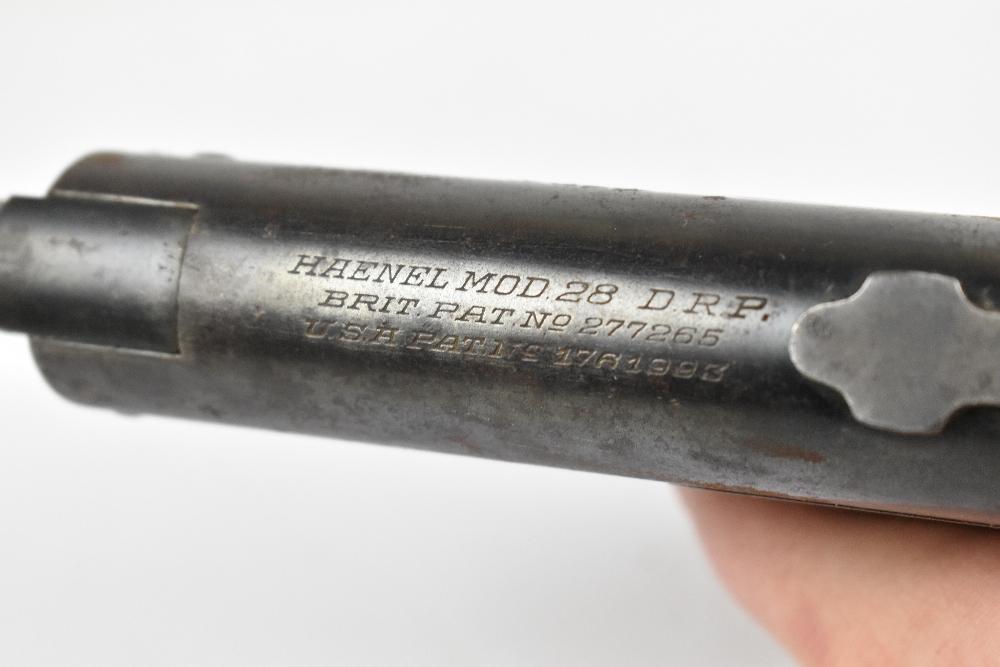 HAENEL MOD. 28 D.R.P.
BRIT. PAT. No 277265
U.S.A PAT. No 1761993